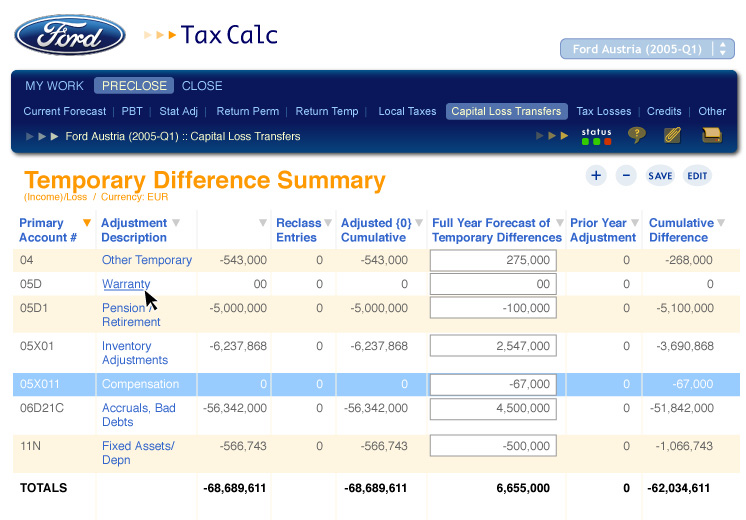 Ford
Tax Calc
Ford Austria (2005-Q1)
MY WORK PRECLOSE CLOSE
Current Forecast | PBT | Stat Adj | Return Perm | Return Temp | Local Taxes Capital Loss Transfers Tax Losses | Credits | Other
Ford Austria (2005-Q1) :: Capital Loss Transfers
status
?
Temporary Difference Summary
+ − SAVE EDIT
(Income)/Loss / Currency: EUR
Primary Adjustment Reclass Adjusted {0} Full Year Forecast of Prior Year Cumulative
Account # Description Entries Cumulative Temporary Differences Adjustment Difference
04 Other Temporary -543,000 0 -543,000 275,000 0 -268,000
05D Warranty 00 0 0 00 0 0
05D1 Pension / -5,000,000 0 -5,000,000 -100,000 0 -5,100,000
Retirement
05X01 Inventory -6,237,868 0 -6,237,868 2,547,000 0 -3,690,868
Adjustments
05X011 Compensation 0 0 0 -67,000 0 -67,000
06D21C Accruals, Bad -56,342,000 0 -56,342,000 4,500,000 0 -51,842,000
Debts
11N Fixed Assets/ -566,743 0 -566,743 -500,000 0 -1,066,743
Depn
TOTALS -68,689,611 -68,689,611 6,655,000 0 -62,034,611